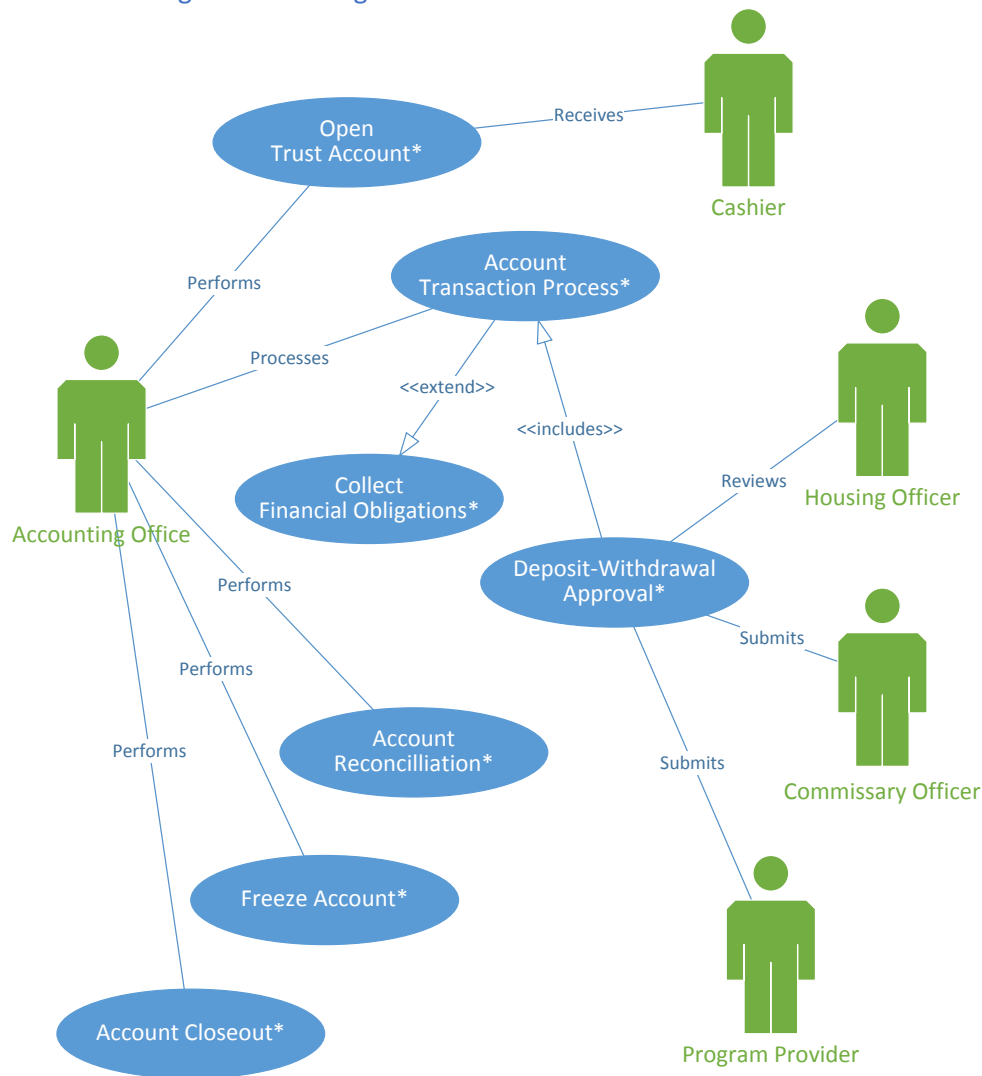 Open
Trust Account*
Receives
Cashier
Account
Transaction Process*
Performs
Processes
<<extend>>
<<includes>>
Collect
Financial Obligations*
Reviews
Housing Officer
Accounting Office
Deposit-Withdrawal
Approval*
Performs
Submits
Performs
Account
Reconcilliation*
Performs
Submits
Commissary Officer
Freeze Account*
Account Closeout*
Program Provider